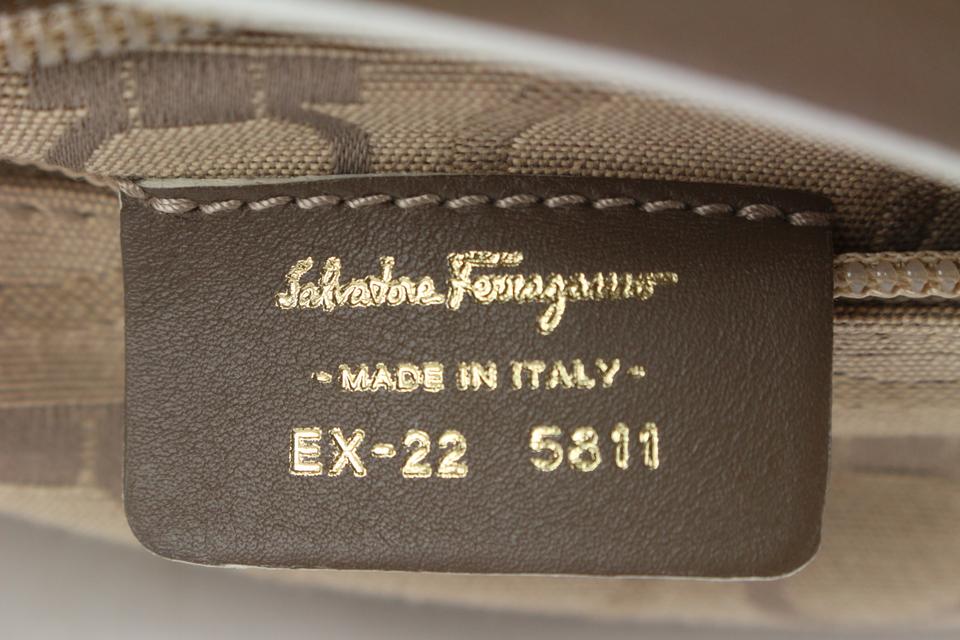 Salvatore Ferragamo
- MADE IN ITALY -
EX-22 5811